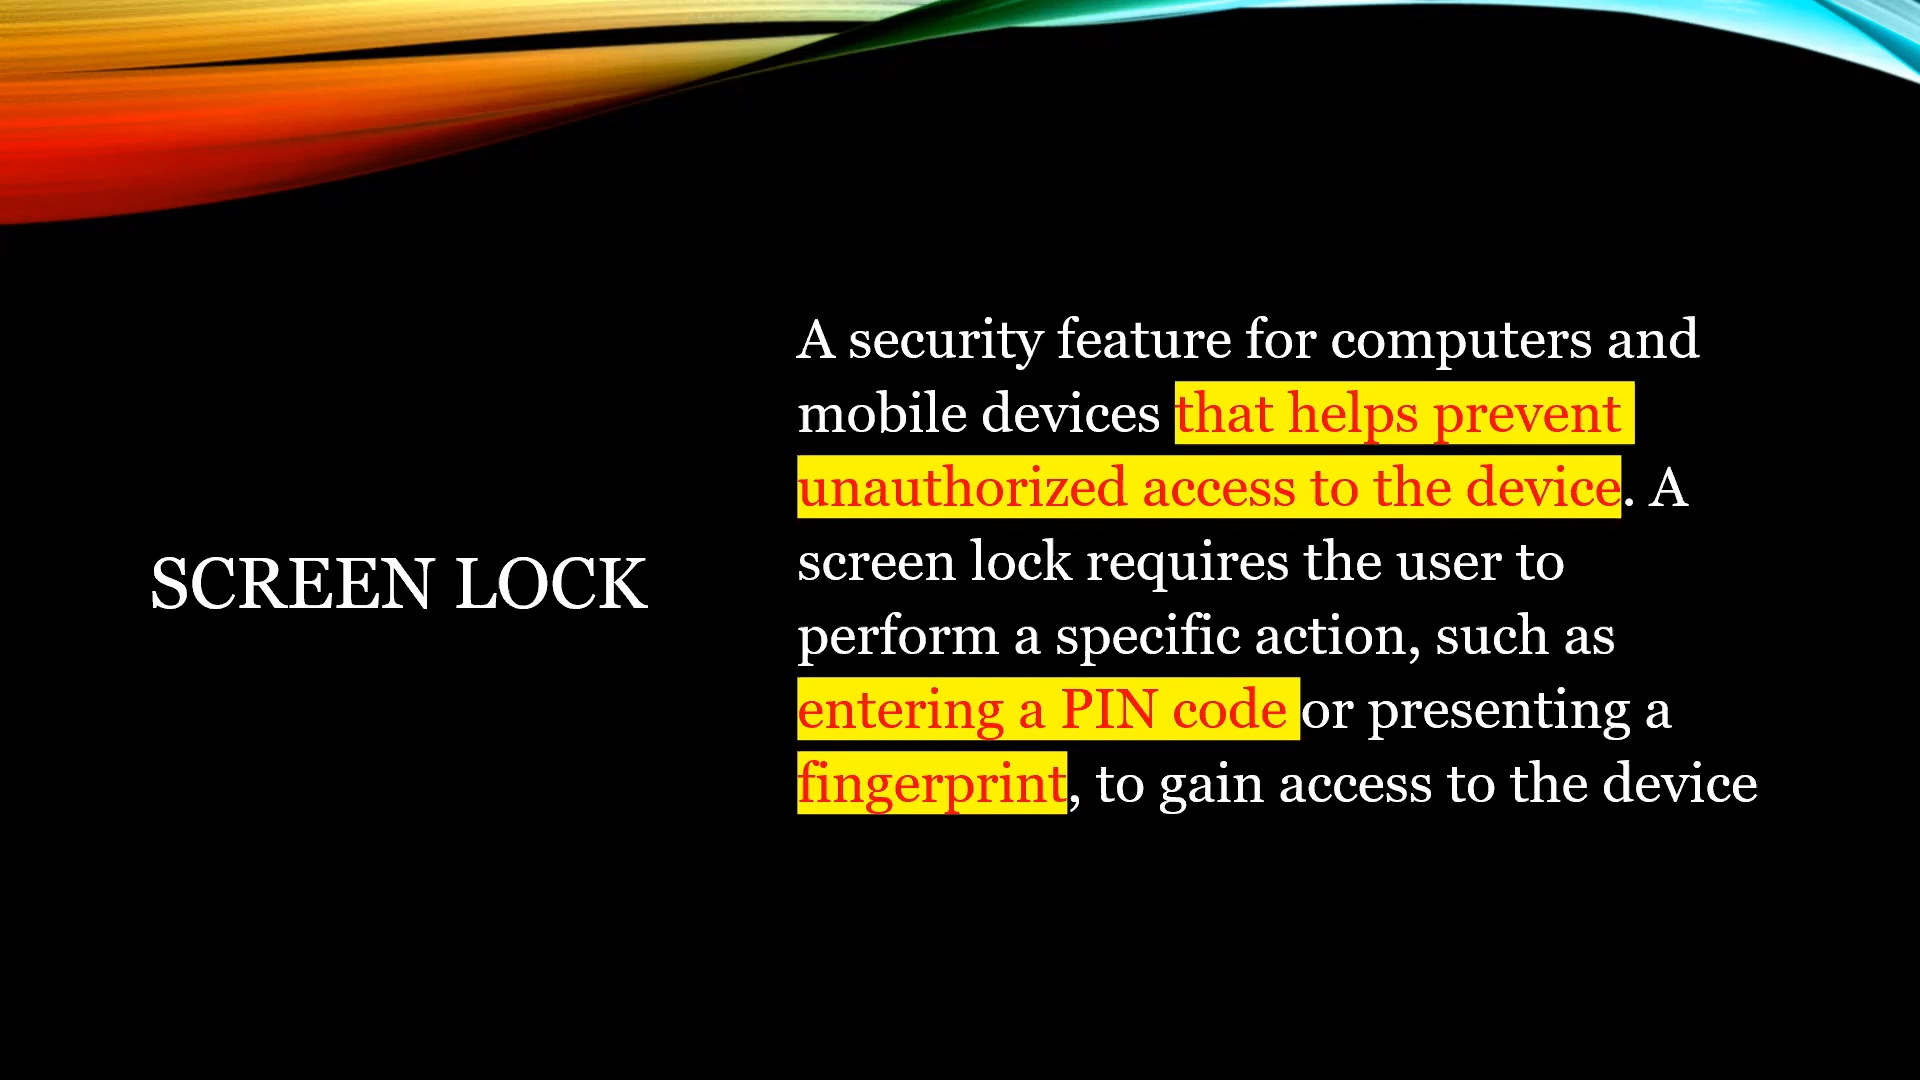 SCREEN LOCK
A security feature for computers and
mobile devices that helps prevent
unauthorized access to the device. A
screen lock requires the user to
perform a specific action, such as
entering a PIN code or presenting a
fingerprint, to gain access to the device